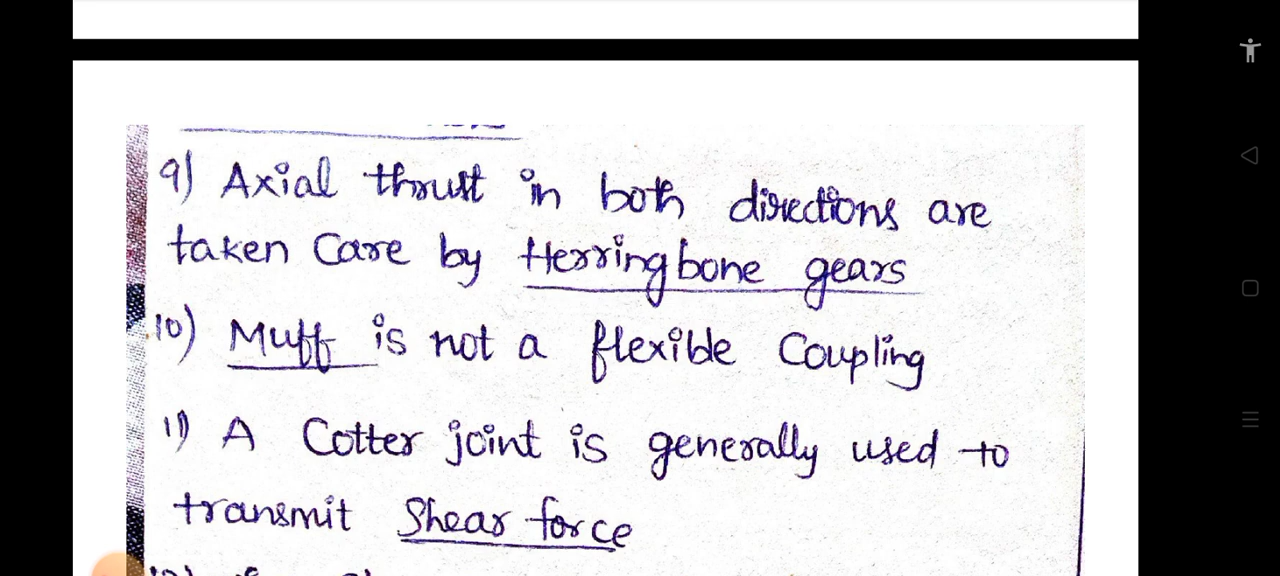 9) Axial thrust in both directions are
taken care by Herringbone gears
10) Muff is not a flexible Coupling
11) A Cotter joint is generally used to
transmit Shear force